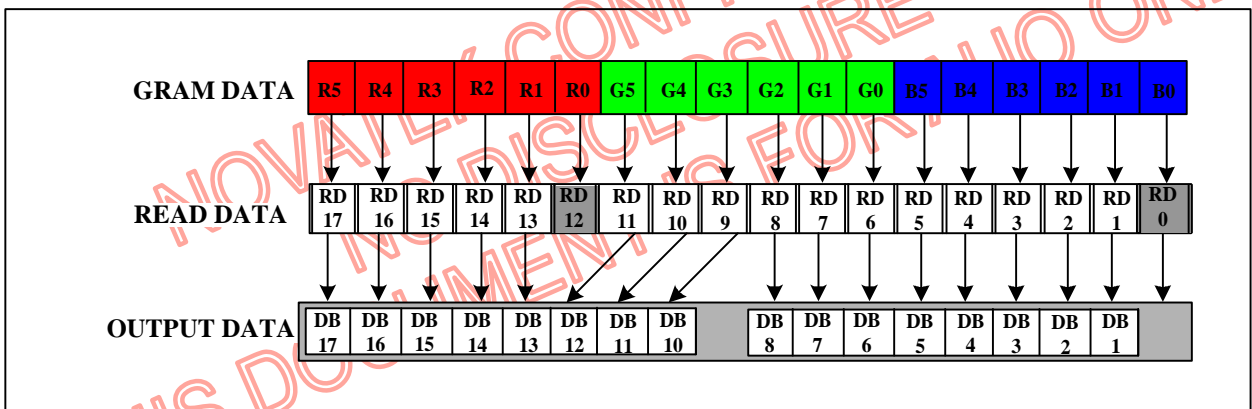 GRAM DATA R5 R4 R3 R2 R1 R0 G5 G4 G3 G2 G1 G0 B5 B4 B3 B2 B1 B0
READ DATA RD 17 RD 16 RD 15 RD 14 RD 13 RD 12 RD 11 RD 10 RD 9 RD 8 RD 7 RD 6 RD 5 RD 4 RD 3 RD 2 RD 1 RD 0
OUTPUT DATA DB 17 DB 16 DB 15 DB 14 DB 13 DB 12 DB 11 DB 10 DB 8 DB 7 DB 6 DB 5 DB 4 DB 3 DB 2 DB 1
NOVATEK
NO DISCLOSURE
DOCUMENT IS FOR AUO